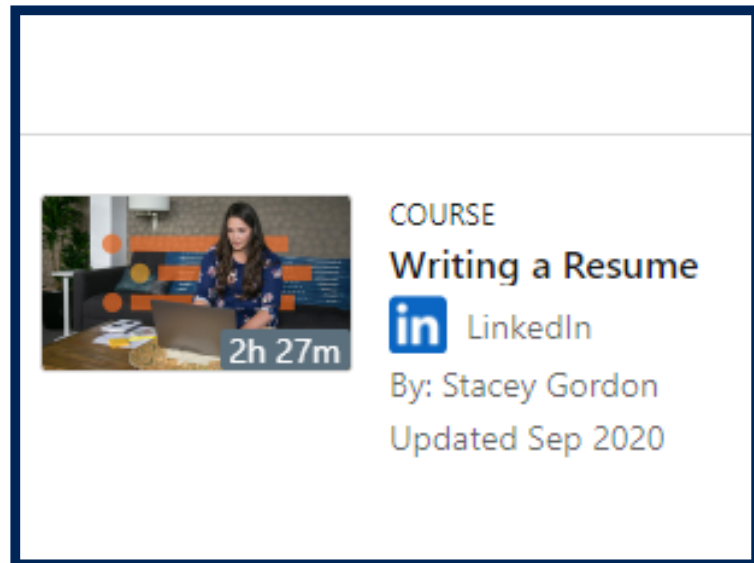 COURSE
Writing a Resume
in LinkedIn
2h 27m
By: Stacey Gordon
Updated Sep 2020